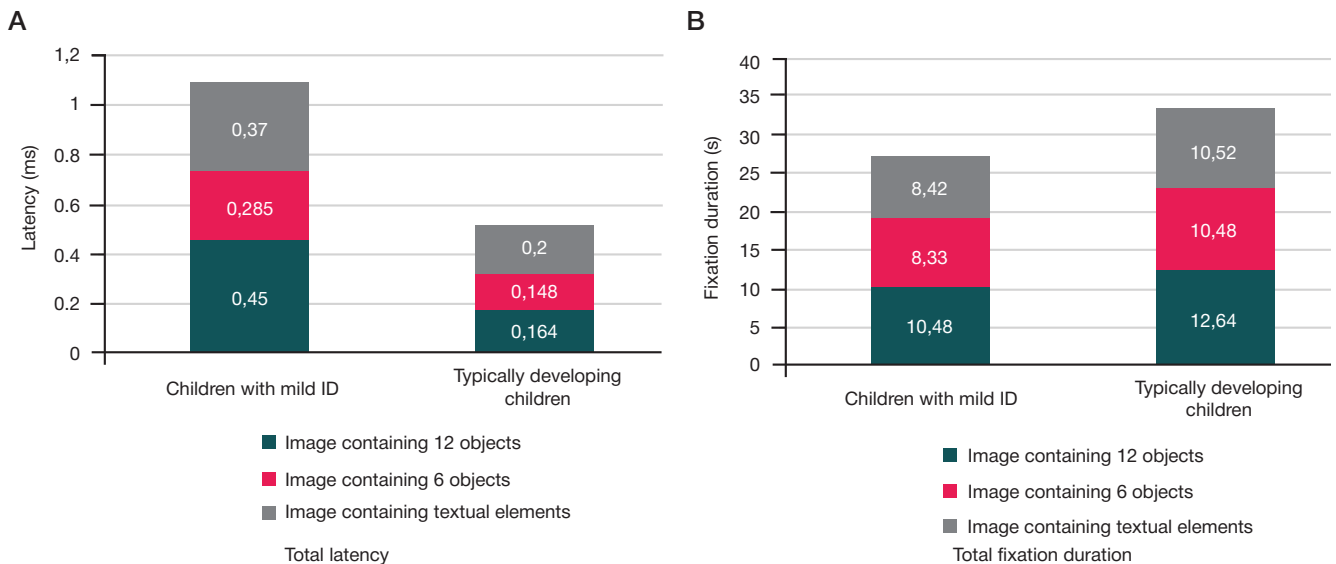 A
Latency (ms)
1,2
1
0.8
0.6
0.4
0.2
0
0,37
0,285
0,45
0,2
0,148
0,164
Children with mild ID
Typically developing
children
Image containing 12 objects
Image containing 6 objects
Image containing textual elements
Total latency
B
Fixation duration (s)
40
35
30
25
20
15
10
5
0
8,42
8,33
10,48
10,52
10,48
12,64
Children with mild ID
Typically developing
children
Image containing 12 objects
Image containing 6 objects
Image containing textual elements
Total fixation duration